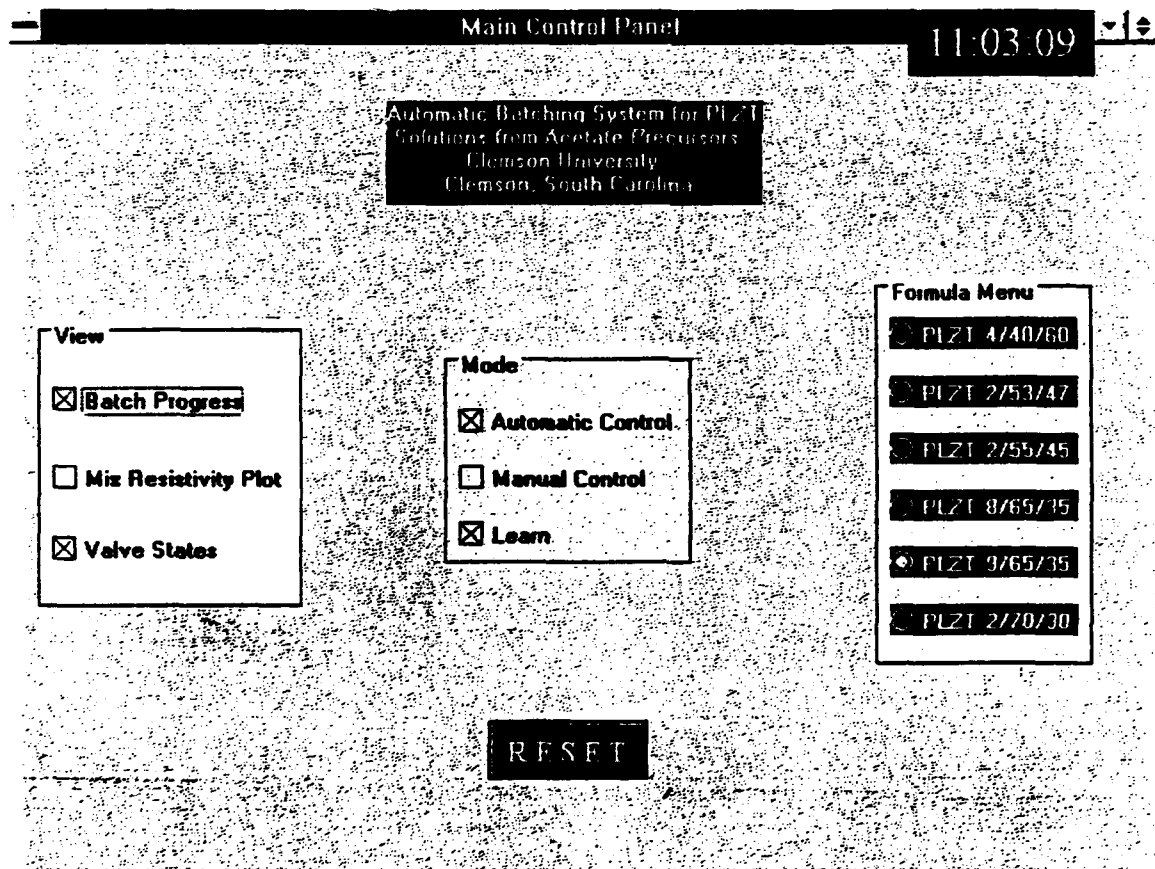 Main Control Panel
11:03:09
Automatic Batching System for PLZT
Solutions from Acetate Precursors
Clemson University
Clemson, South Carolina
View
Batch Progress
Mix Resistivity Plot
Valve States
Mode
Automatic Control
Manual Control
Learn
Formula Menu
PLZT 4/40/60
PLZT 2/53/47
PLZT 2/55/45
PLZT 8/65/35
PLZT 9/65/35
PLZT 2/70/30
RESET